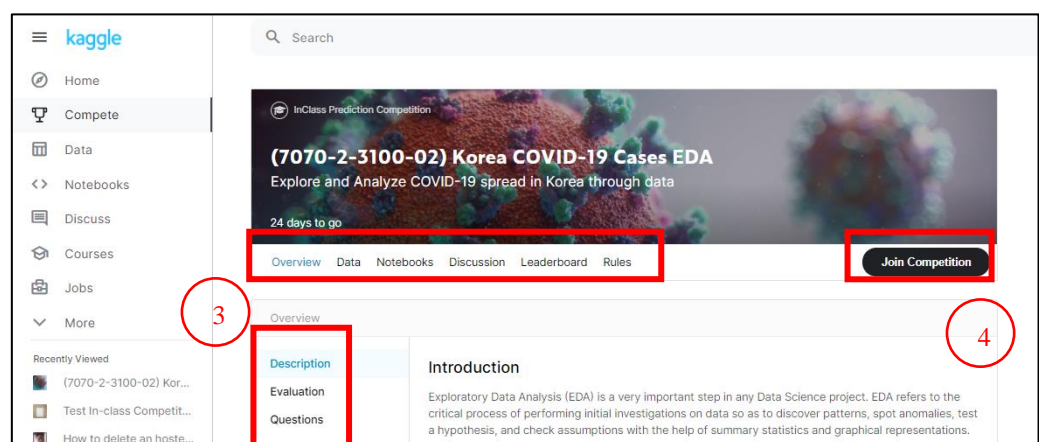 kaggle
Search
Home
Compete
Data
Notebooks
Discuss
Courses
Jobs
More
Recently Viewed
(7070-2-3100-02) Kor...
Test In-class Competit...
How to delete an hoste...
InClass Prediction Competition
(7070-2-3100-02) Korea COVID-19 Cases EDA
Explore and Analyze COVID-19 spread in Korea through data
24 days to go
Overview Data Notebooks Discussion Leaderboard Rules
Join Competition
3
4
Overview
Description
Evaluation
Questions
Introduction
Exploratory Data Analysis (EDA) is a very important step in any Data Science project. EDA refers to the
critical process of performing initial investigations on data so as to discover patterns, spot anomalies, test
a hypothesis, and check assumptions with the help of summary statistics and graphical representations.